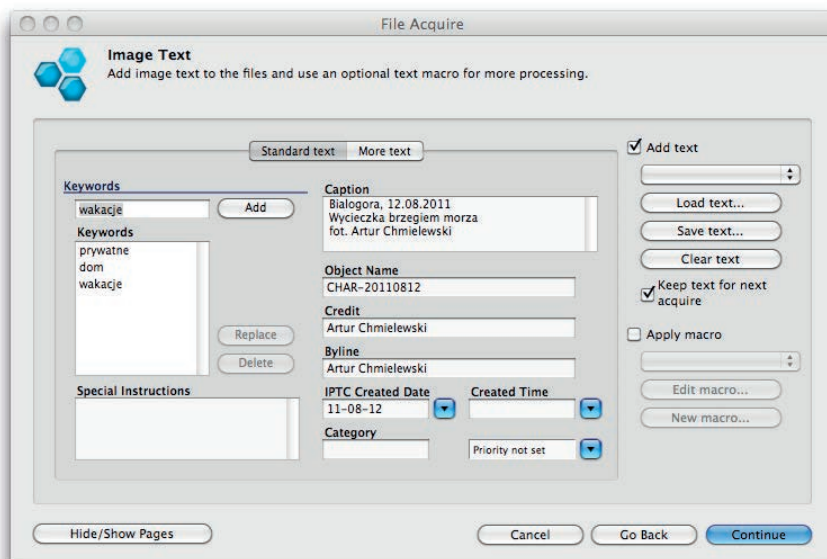 File Acquire
Image Text
Add image text to the files and use an optional text macro for more processing.
Standard text
More text
Keywords
wakacje
Add
Keywords
prywatne
dom
wakacje
Replace
Delete
Special Instructions
Caption
Bialogora, 12.08.2011
Wycieczka brzegiem morza
fot. Artur Chmielewski
Object Name
CHAR-20110812
Credit
Artur Chmielewski
Byline
Artur Chmielewski
IPTC Created Date
Created Time
11-08-12
Category
Priority not set
Add text
Load text...
Save text...
Clear text
Keep text for next
acquire
Apply macro
Edit macro...
New macro...
Hide/Show Pages
Cancel
Go Back
Continue